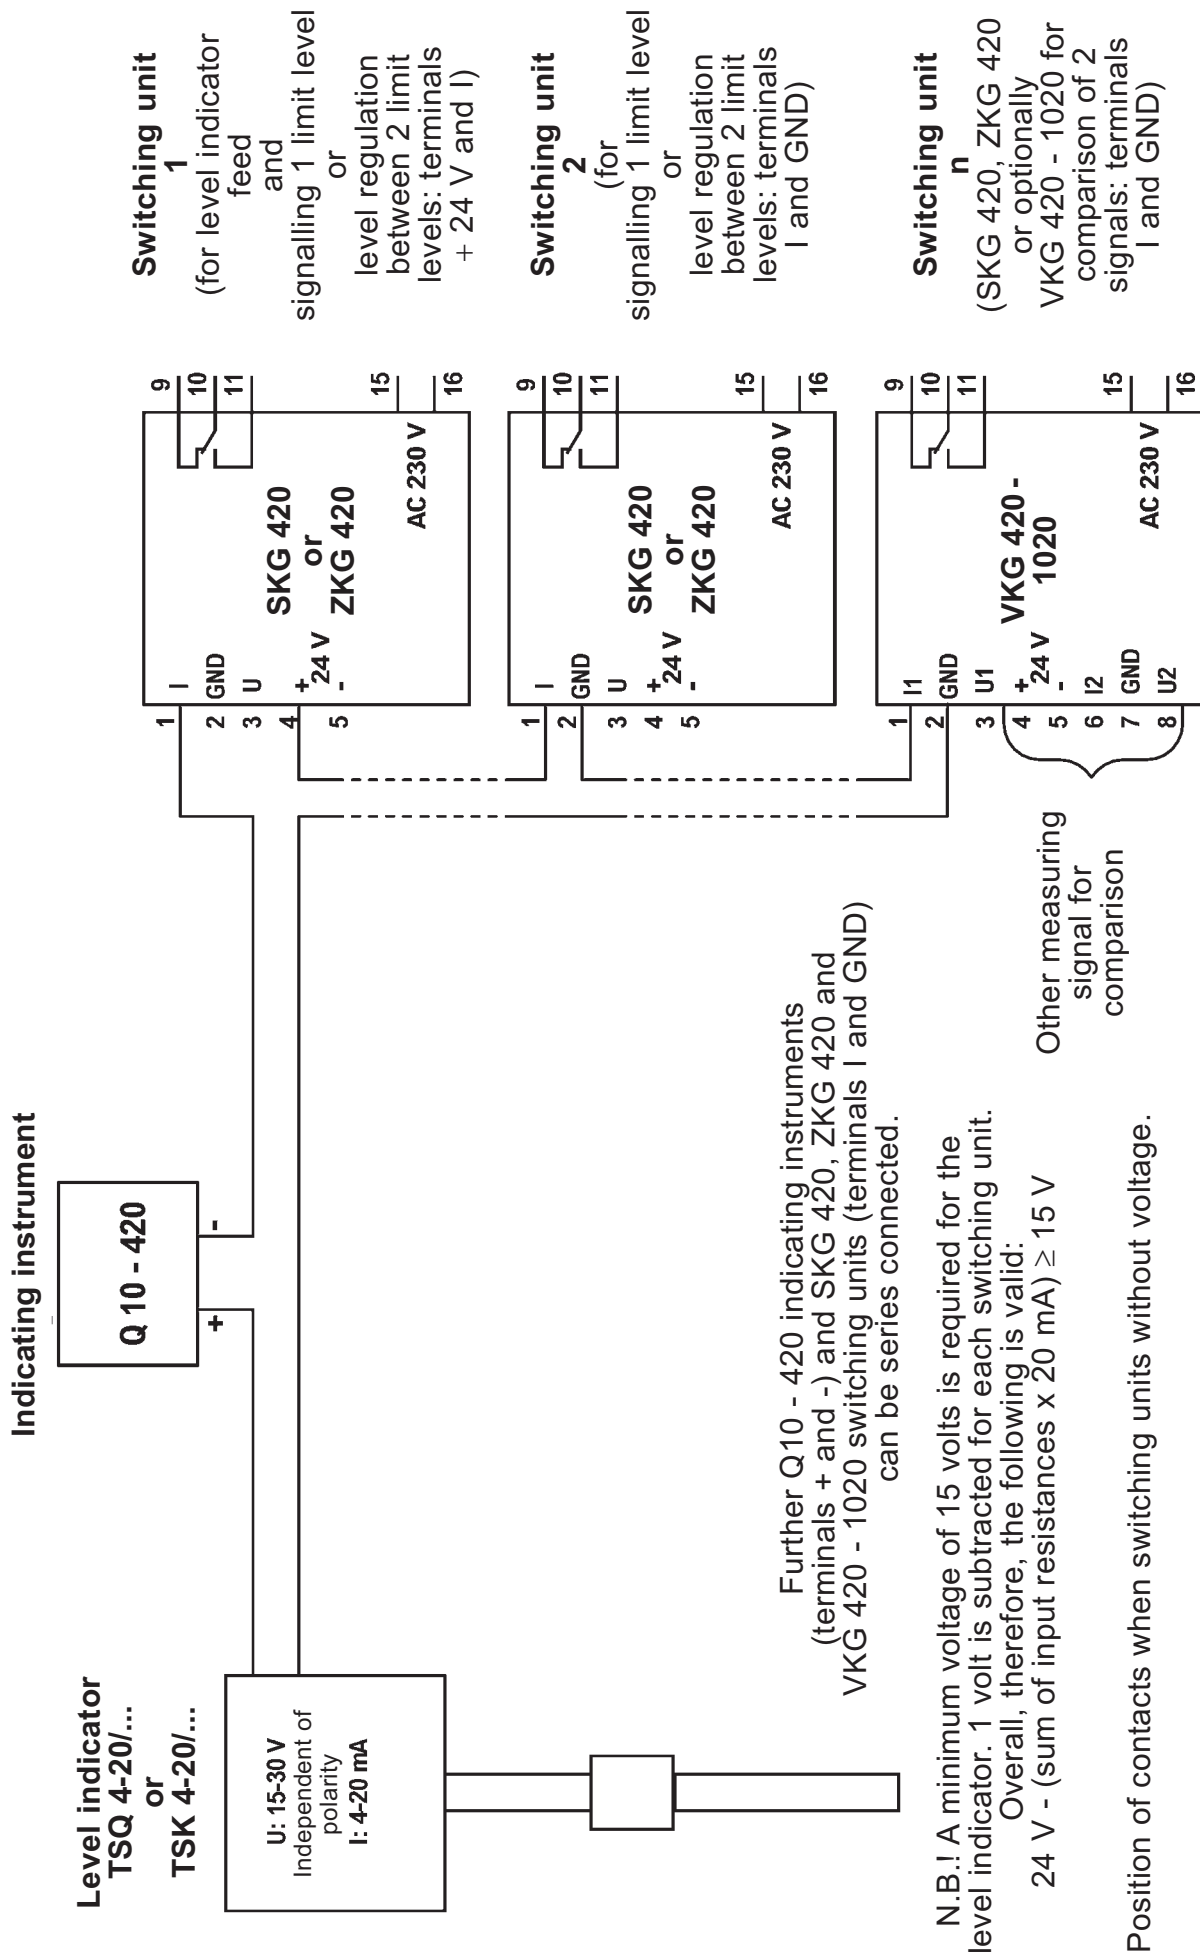 Indicating instrument
Q10 - 420
+
-
Level indicator
TSQ 4-20/...
or
TSK 4-20/...
U: 15-30 V
Independent of
polarity
I: 4-20 mA
1
2
3
4
5
I
GND
U
+
24 V
-
SKG 420
or
ZKG 420
AC 230 V
9
10
11
15
16
Switching unit
1
(for level indicator
feed
and
signalling 1 limit level
or
level regulation
between 2 limit
levels: terminals
+ 24 V and I)
1
2
3
4
5
I
GND
U
+
24 V
-
SKG 420
or
ZKG 420
AC 230 V
9
10
11
15
16
Switching unit
2
(for
signalling 1 limit level
or
level regulation
between 2 limit
levels: terminals
I and GND)
1
2
3
4
5
6
7
8
I1
GND
U1
+
24 V
-
I2
GND
U2
VKG 420 -
1020
AC 230 V
9
10
11
15
16
Switching unit
n
(SKG 420, ZKG 420
or optionally
VKG 420 - 1020 for
comparison of 2
signals: terminals
I and GND)
Other measuring
signal for
comparison
Further Q10 - 420 indicating instruments
(terminals + and -) and SKG 420, ZKG 420 and
VKG 420 - 1020 switching units (terminals I and GND)
can be series connected.
N.B.! A minimum voltage of 15 volts is required for the
level indicator. 1 volt is subtracted for each switching unit.
Overall, therefore, the following is valid:
24 V - (sum of input resistances x 20 mA) ≥ 15 V
Position of contacts when switching units without voltage.